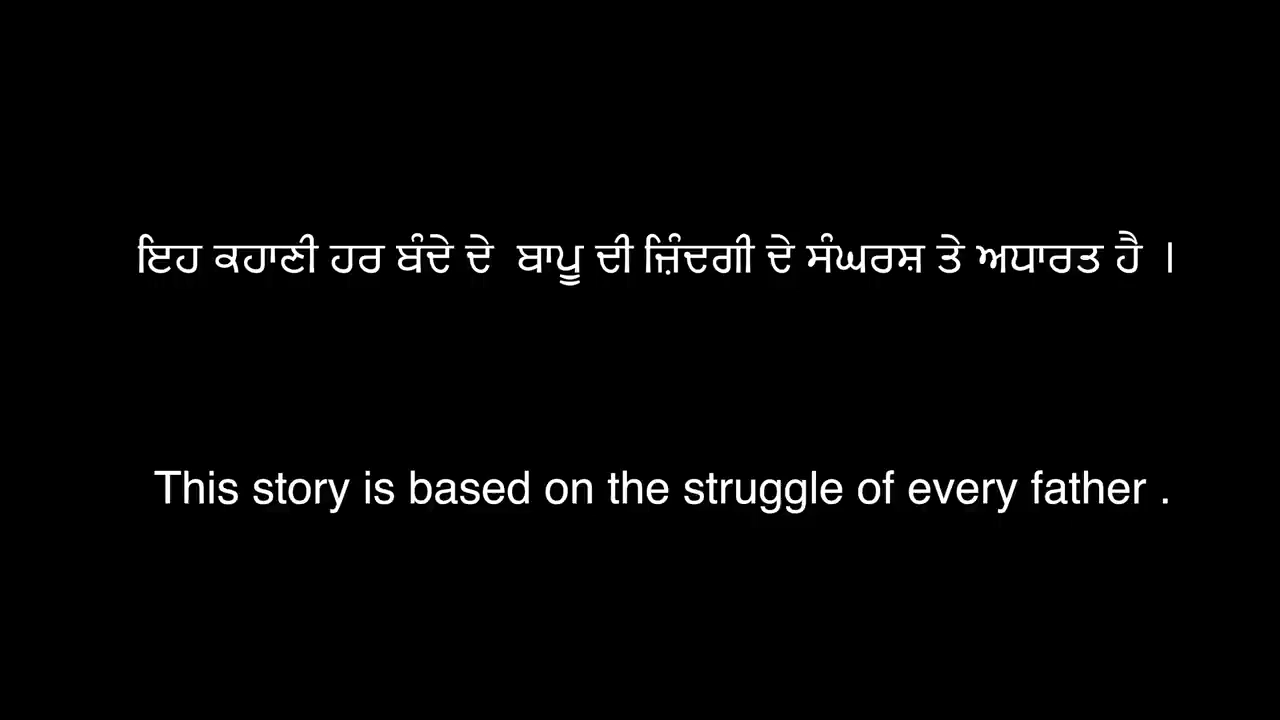 ਇਹ ਕਹਾਣੀ ਹਰ ਬੰਦੇ ਦੇ  ਬਾਪੂ ਦੀ ਜ਼ਿੰਦਗੀ ਦੇ ਸੰਘਰਸ਼ ਤੇ ਅਧਾਰਤ ਹੈ ।
This story is based on the struggle of every father .